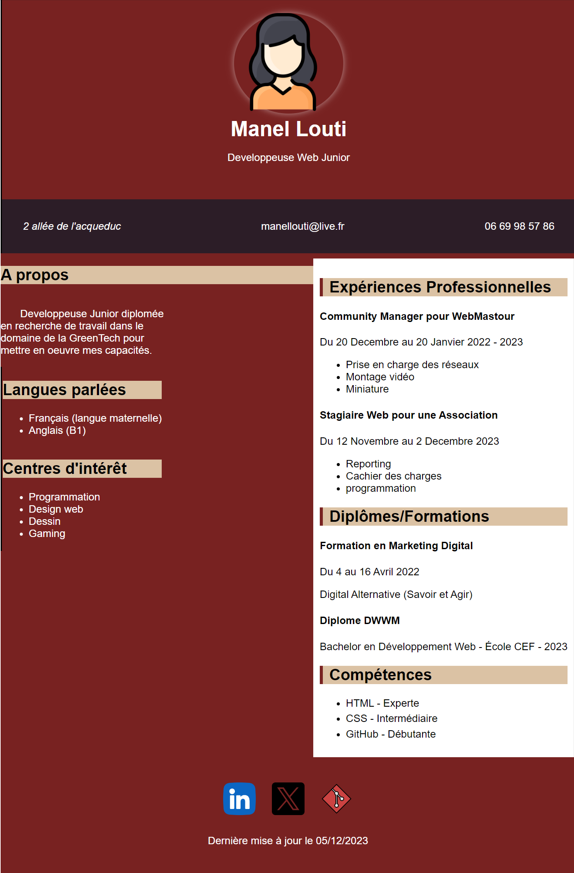 Manel Louti
Developpeuse Web Junior
2 allée de l'acqueduc
manellouti@live.fr
06 69 98 57 86
A propos
Developpeuse Junior diplomée
en recherche de travail dans le
domaine de la GreenTech pour
mettre en oeuvre mes capacités.
Langues parlées
Français (langue maternelle)
Anglais (B1)
Centres d'intérêt
Programmation
Design web
Dessin
Gaming
Expériences Professionnelles
Community Manager pour WebMastour
Du 20 Decembre au 20 Janvier 2022 - 2023
Prise en charge des réseaux
Montage vidéo
Miniature
Stagiaire Web pour une Association
Du 12 Novembre au 2 Decembre 2023
Reporting
Cachier des charges
programmation
Diplômes/Formations
Formation en Marketing Digital
Du 4 au 16 Avril 2022
Digital Alternative (Savoir et Agir)
Diplome DWWM
Bachelor en Développement Web - École CEF - 2023
Compétences
HTML - Experte
CSS - Intermédiaire
GitHub - Débutante
in
X
Dernière mise à jour le 05/12/2023